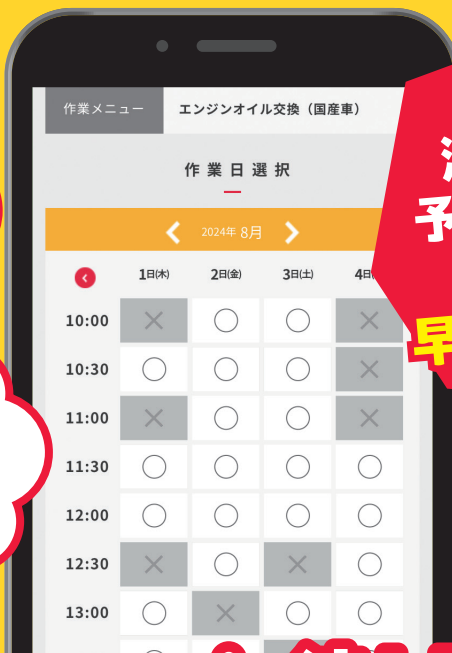 作業メニュー エンジンオイル交換（国産車）
作業日選択
2024年 8月
1日(木) 2日(金) 3日(土) 4日
10:00 × ○ ○ ×
10:30 ○ ○ ○ ×
11:00 × ○ ○ ×
11:30 ○ ○ ○ ○
12:00 ○ ○ ○ ○
12:30 × ○ × ○
13:00 ○ × ○ ○
予
早